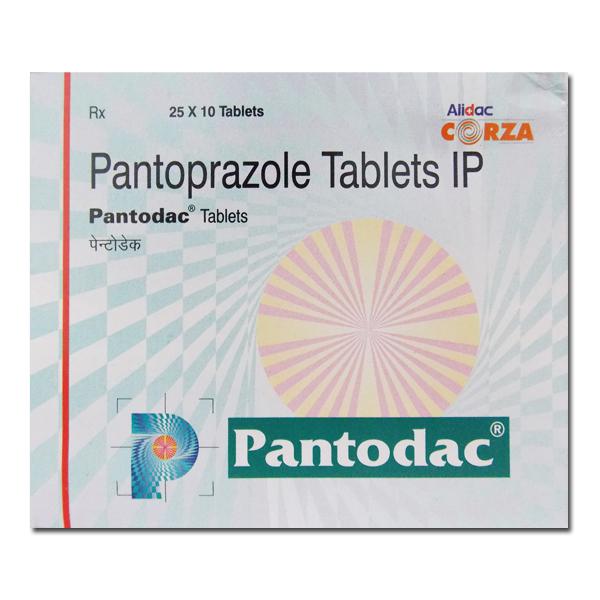 Rx 25 X 10 Tablets
Alidac
CORZA
Pantoprazole Tablets IP
Pantodac® Tablets
पेन्टोडेक
P
Pantodac®